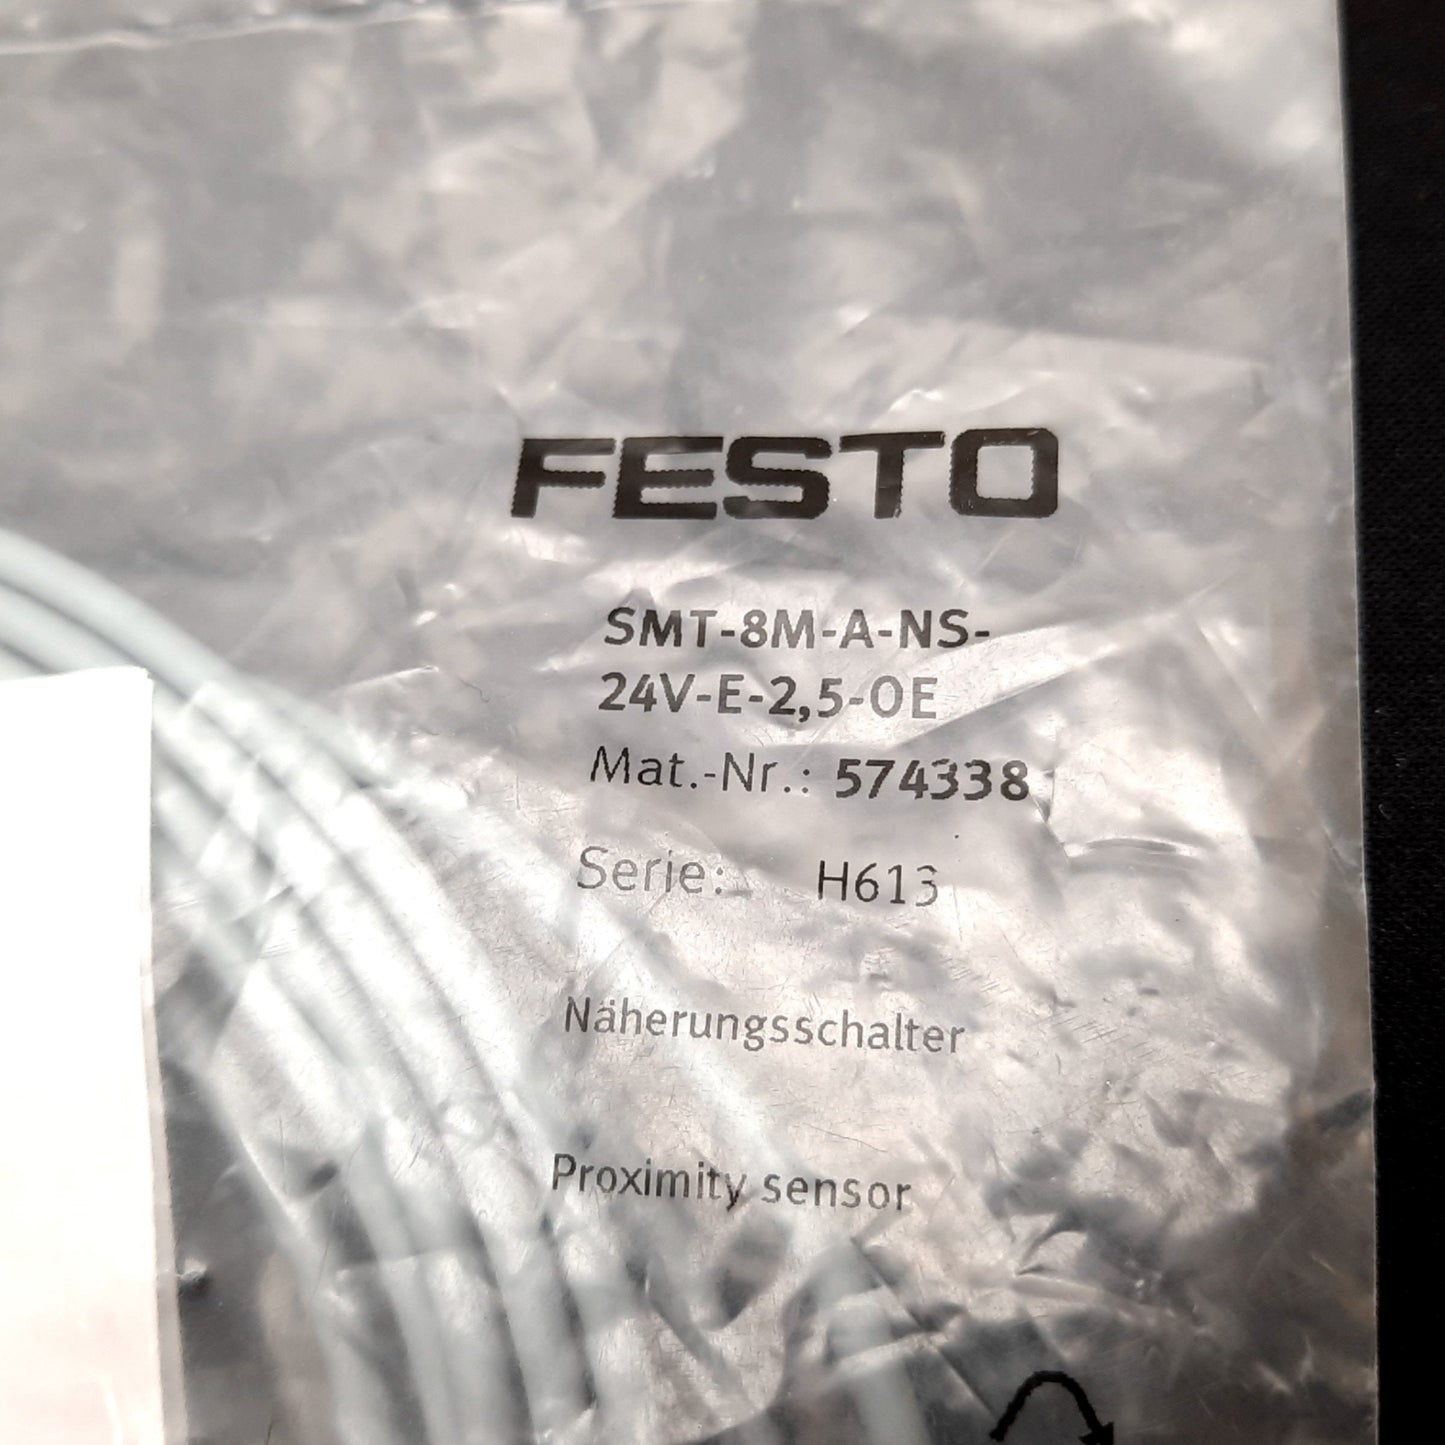 FESTO
SMT-8M-A-NS-
24V-E-2,5-OE
Mat.-Nr.: 574338
Serie: H613
Näherungsschalter
Proximity sensor